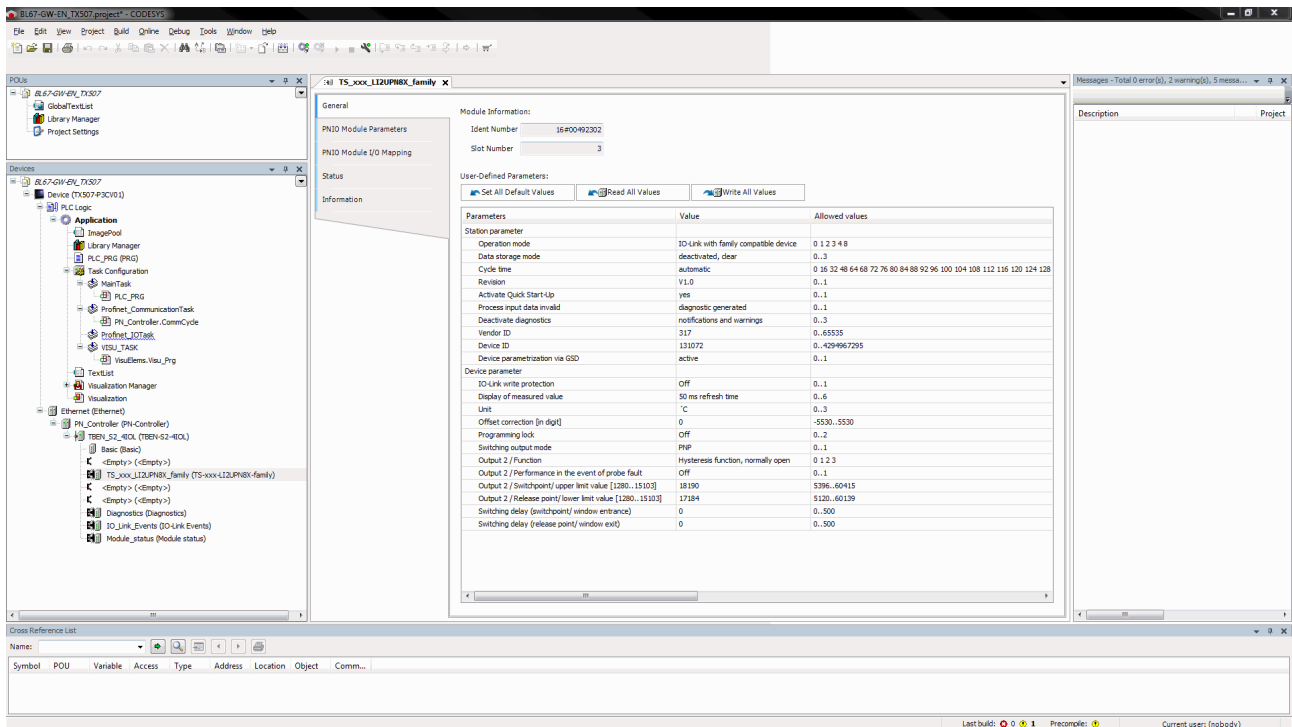 BL67-GW-EN_TX507.project* - CODESYS
File Edit View Project Build Online Debug Tools Window Help
POUs
BL67-GW-EN_TX507
GlobalTextList
Library Manager
Project Settings
Devices
BL67-GW-EN_TX507
Device (TX507-P3CV01)
PLC Logic
Application
ImagePool
Library Manager
PLC_PRG (PRG)
Task Configuration
MainTask
PLC_PRG
Profinet_CommunicationTask
PN_Controller.CommCycle
Profinet_IOTask
VISU_TASK
VisuElems.Visu_Prg
TextList
Visualization Manager
Visualization
Ethernet (Ethernet)
PN_Controller (PN-Controller)
TBEN_S2_4IOL (TBEN-S2-4IOL)
Basic (Basic)
<Empty> (<Empty>)
TS_xxx_LI2UPN8X_family (TS-xxx-LI2UPN8X-family)
<Empty> (<Empty>)
<Empty> (<Empty>)
Diagnostics (Diagnostics)
IO_Link_Events (IO-Link Events)
Module_status (Module status)
TS_xxx_LI2UPN8X_family X
General
PNIO Module Parameters
PNIO Module I/O Mapping
Status
Information
Module Information:
Ident Number 16#00492302
Slot Number 3
User-Defined Parameters:
Set All Default Values Read All Values Write All Values
Parameters Value Allowed values
Station parameter
Operation mode IO-Link with family compatible device 0 1 2 3 4 8
Data storage mode deactivated, clear 0..3
Cycle time automatic 0 16 32 48 64 68 72 76 80 84 88 92 96 100 104 108 112 116 120 124 128
Revision V1.0 0..1
Activate Quick Start-Up yes 0..1
Process input data invalid diagnostic generated 0..1
Deactivate diagnostics notifications and warnings 0..3
Vendor ID 317 0..65535
Device ID 131072 0..4294967295
Device parametrization via GSD active 0..1
Device parameter
IO-Link write protection Off 0..1
Display of measured value 50 ms refresh time 0..6
Unit ´C 0..3
Offset correction [in digit] 0 -5530..5530
Programming lock Off 0..2
Switching output mode PNP 0..1
Output 2 / Function Hysteresis function, normally open 0 1 2 3
Output 2 / Performance in the event of probe fault Off 0..1
Output 2 / Switchpoint/ upper limit value [1280..15103] 18190 5396..60415
Output 2 / Release point/ lower limit value [1280..15103] 17184 5120..60139
Switching delay (switchpoint/ window entrance) 0 0..500
Switching delay (release point/ window exit) 0 0..500
Messages - Total 0 error(s), 2 warning(s), 5 messa...
Description Project
Cross Reference List
Name:
Symbol POU Variable Access Type Address Location Object Comm...
Last build: 0 1 Precompile: Current user: (nobody)